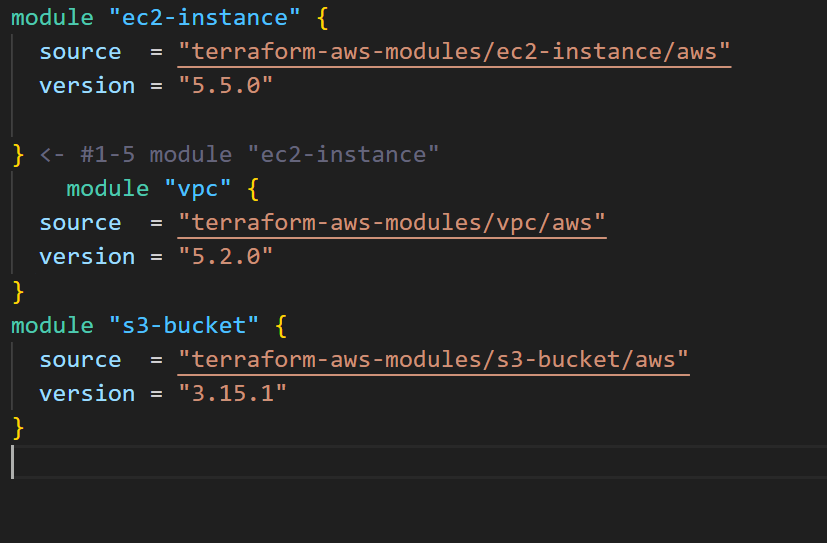 module "ec2-instance" {
  source  = "terraform-aws-modules/ec2-instance/aws"
  version = "5.5.0"

} <- #1-5 module "ec2-instance"
    module "vpc" {
  source  = "terraform-aws-modules/vpc/aws"
  version = "5.2.0"
}
module "s3-bucket" {
  source  = "terraform-aws-modules/s3-bucket/aws"
  version = "3.15.1"
}